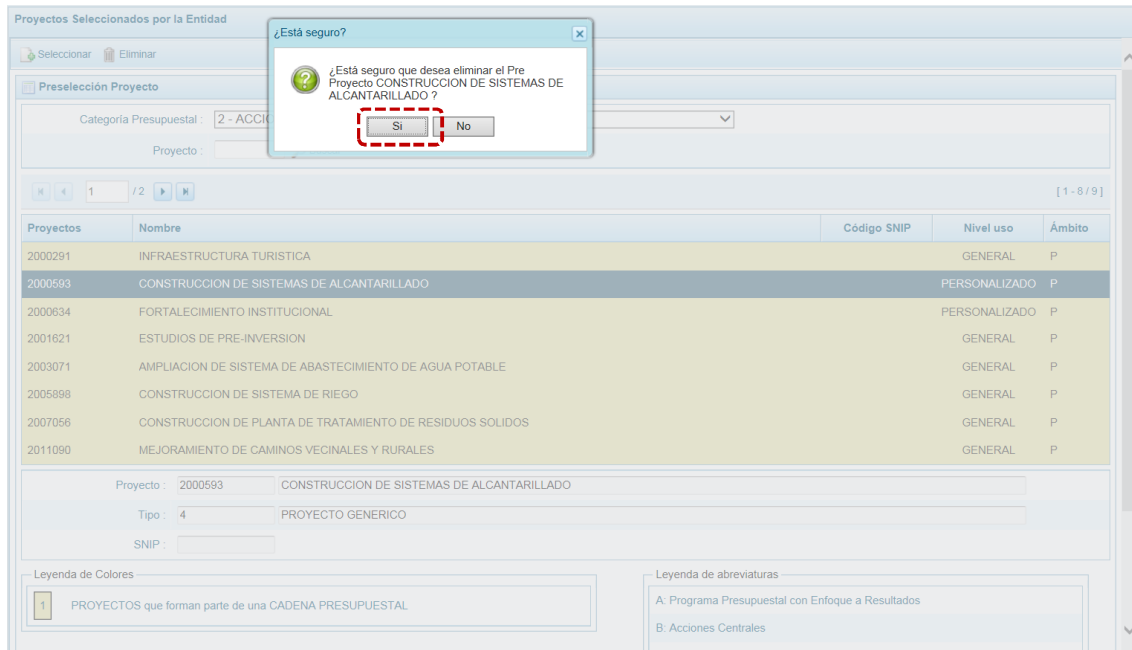 Proyectos Seleccionados por la Entidad
¿Está seguro?
Seleccionar Eliminar
¿Está seguro que desea eliminar el Pre
Proyecto CONSTRUCCION DE SISTEMAS DE
ALCANTARILLADO ?
Si No
Preselección Proyecto
Categoría Presupuestal : 2 - ACCI
Proyecto :
1 / 2 [ 1 - 8 / 9 ]
Proyectos Nombre Código SNIP Nivel uso Ámbito
2000291 INFRAESTRUCTURA TURISTICA GENERAL P
2000593 CONSTRUCCION DE SISTEMAS DE ALCANTARILLADO PERSONALIZADO P
2000634 FORTALECIMIENTO INSTITUCIONAL PERSONALIZADO P
2001621 ESTUDIOS DE PRE-INVERSION GENERAL P
2003071 AMPLIACION DE SISTEMA DE ABASTECIMIENTO DE AGUA POTABLE GENERAL P
2005898 CONSTRUCCION DE SISTEMA DE RIEGO GENERAL P
2007056 CONSTRUCCION DE PLANTA DE TRATAMIENTO DE RESIDUOS SOLIDOS GENERAL P
2011090 MEJORAMIENTO DE CAMINOS VECINALES Y RURALES GENERAL P
Proyecto : 2000593 CONSTRUCCION DE SISTEMAS DE ALCANTARILLADO
Tipo : 4 PROYECTO GENERICO
SNIP :
Leyenda de Colores
1 PROYECTOS que forman parte de una CADENA PRESUPUESTAL
Leyenda de abreviaturas
A: Programa Presupuestal con Enfoque a Resultados
B: Acciones Centrales